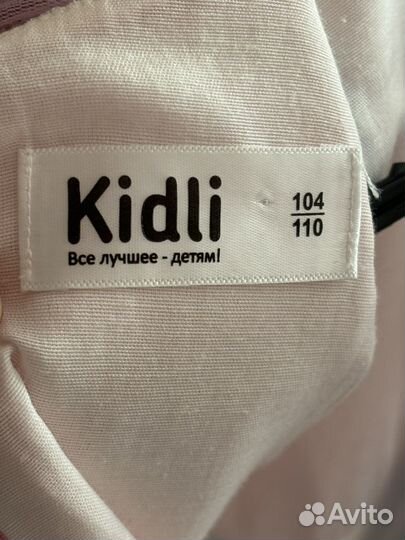 Kidli
Все лучшее - детям!
104
110
Avito